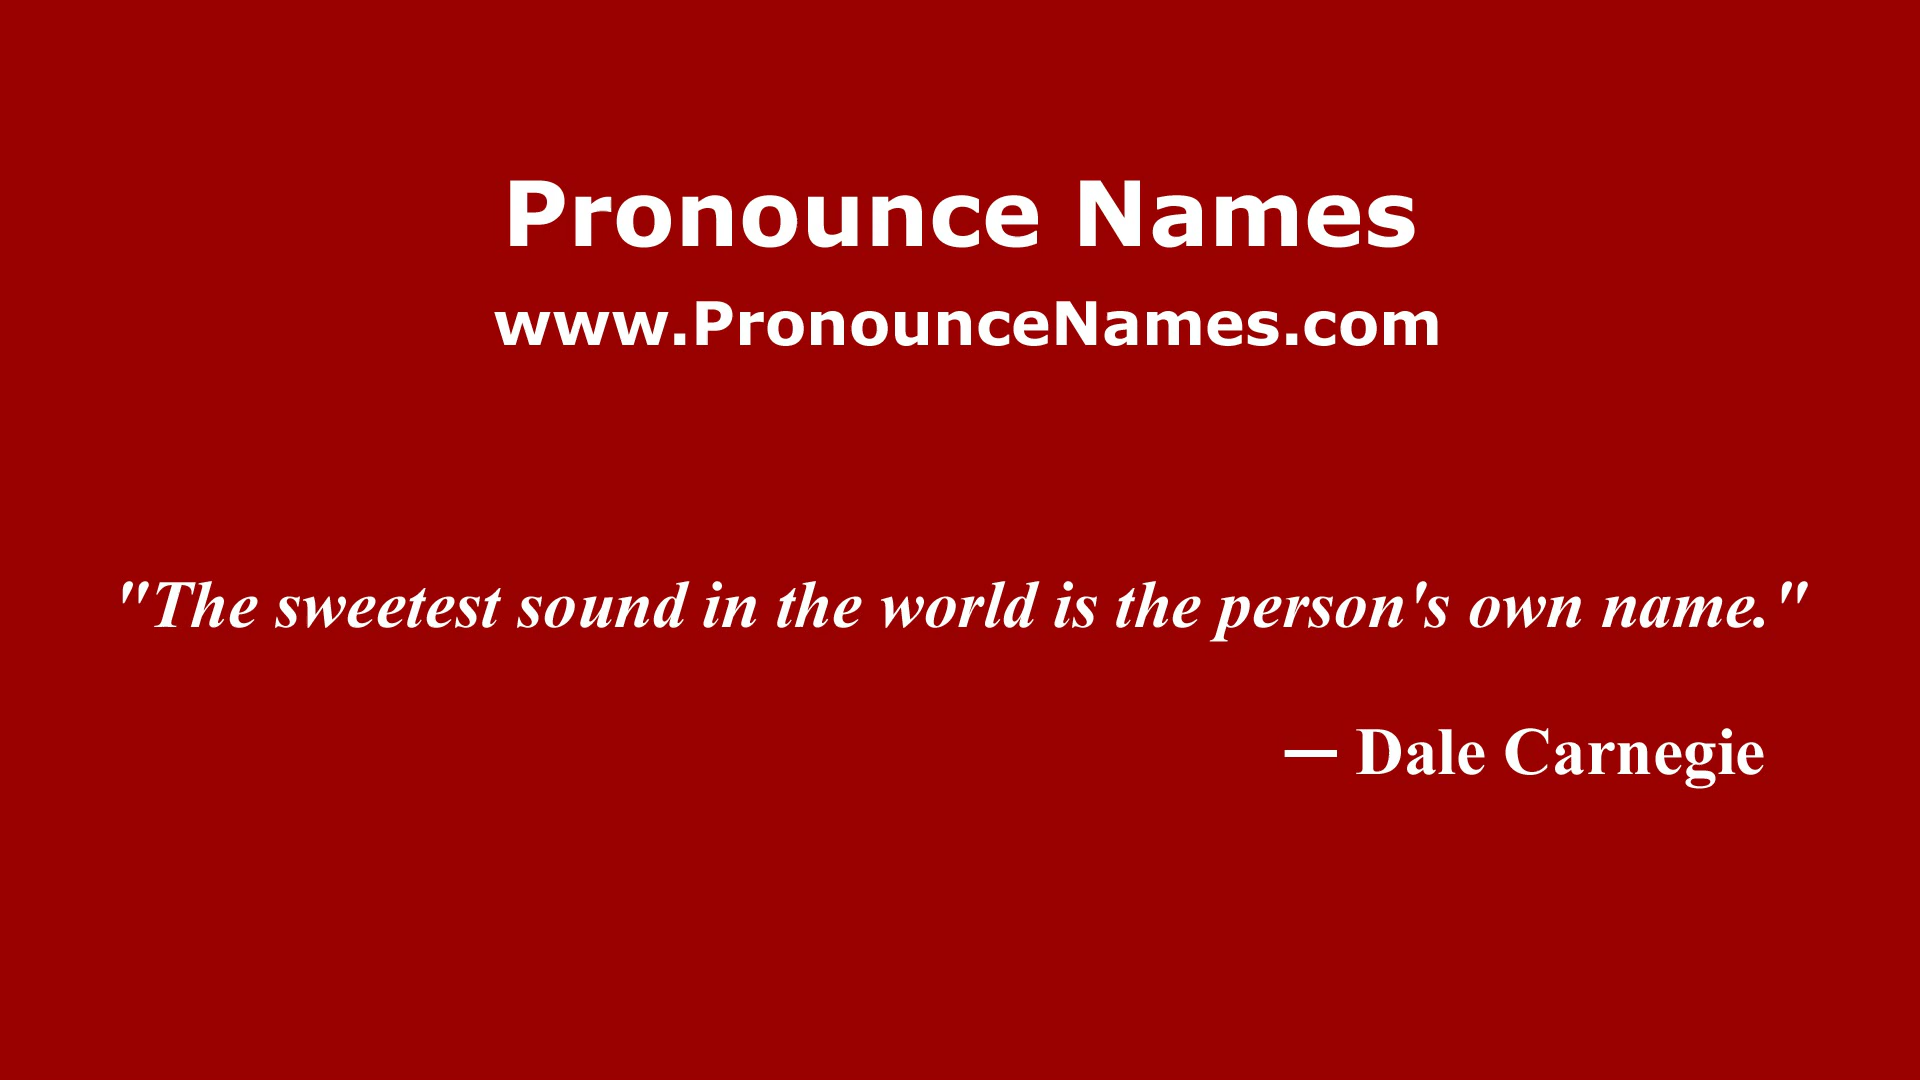 Pronounce Names
www.PronounceNames.com
"The sweetest sound in the world is the person's own name."
— Dale Carnegie